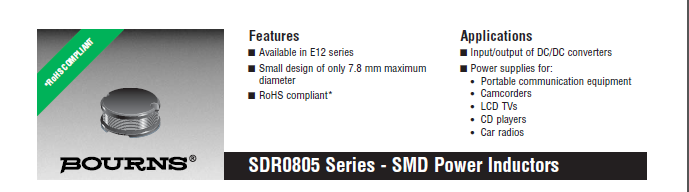 *RoHS COMPLIANT
BOURNS®
Features
■ Available in E12 series
■ Small design of only 7.8 mm maximum
diameter
■ RoHS compliant*
Applications
■ Input/output of DC/DC converters
■ Power supplies for:
• Portable communication equipment
• Camcorders
• LCD TVs
• CD players
• Car radios
SDR0805 Series - SMD Power Inductors